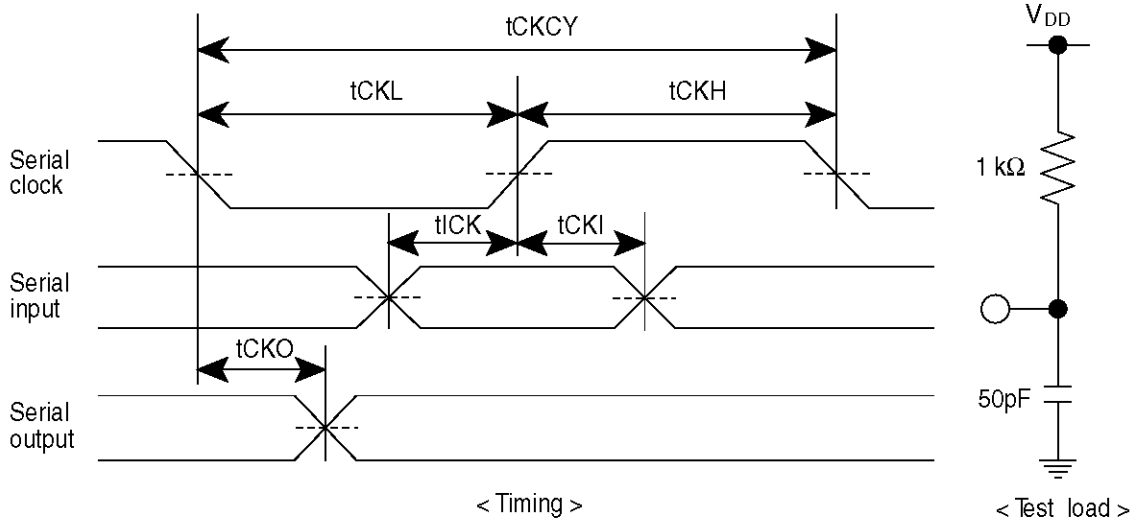 tCKCY
VDD
tCKL
tCKH
Serial
clock
1 kΩ
tICK
tCKI
Serial
input
tCKO
50pF
Serial
output
< Timing >
< Test load >